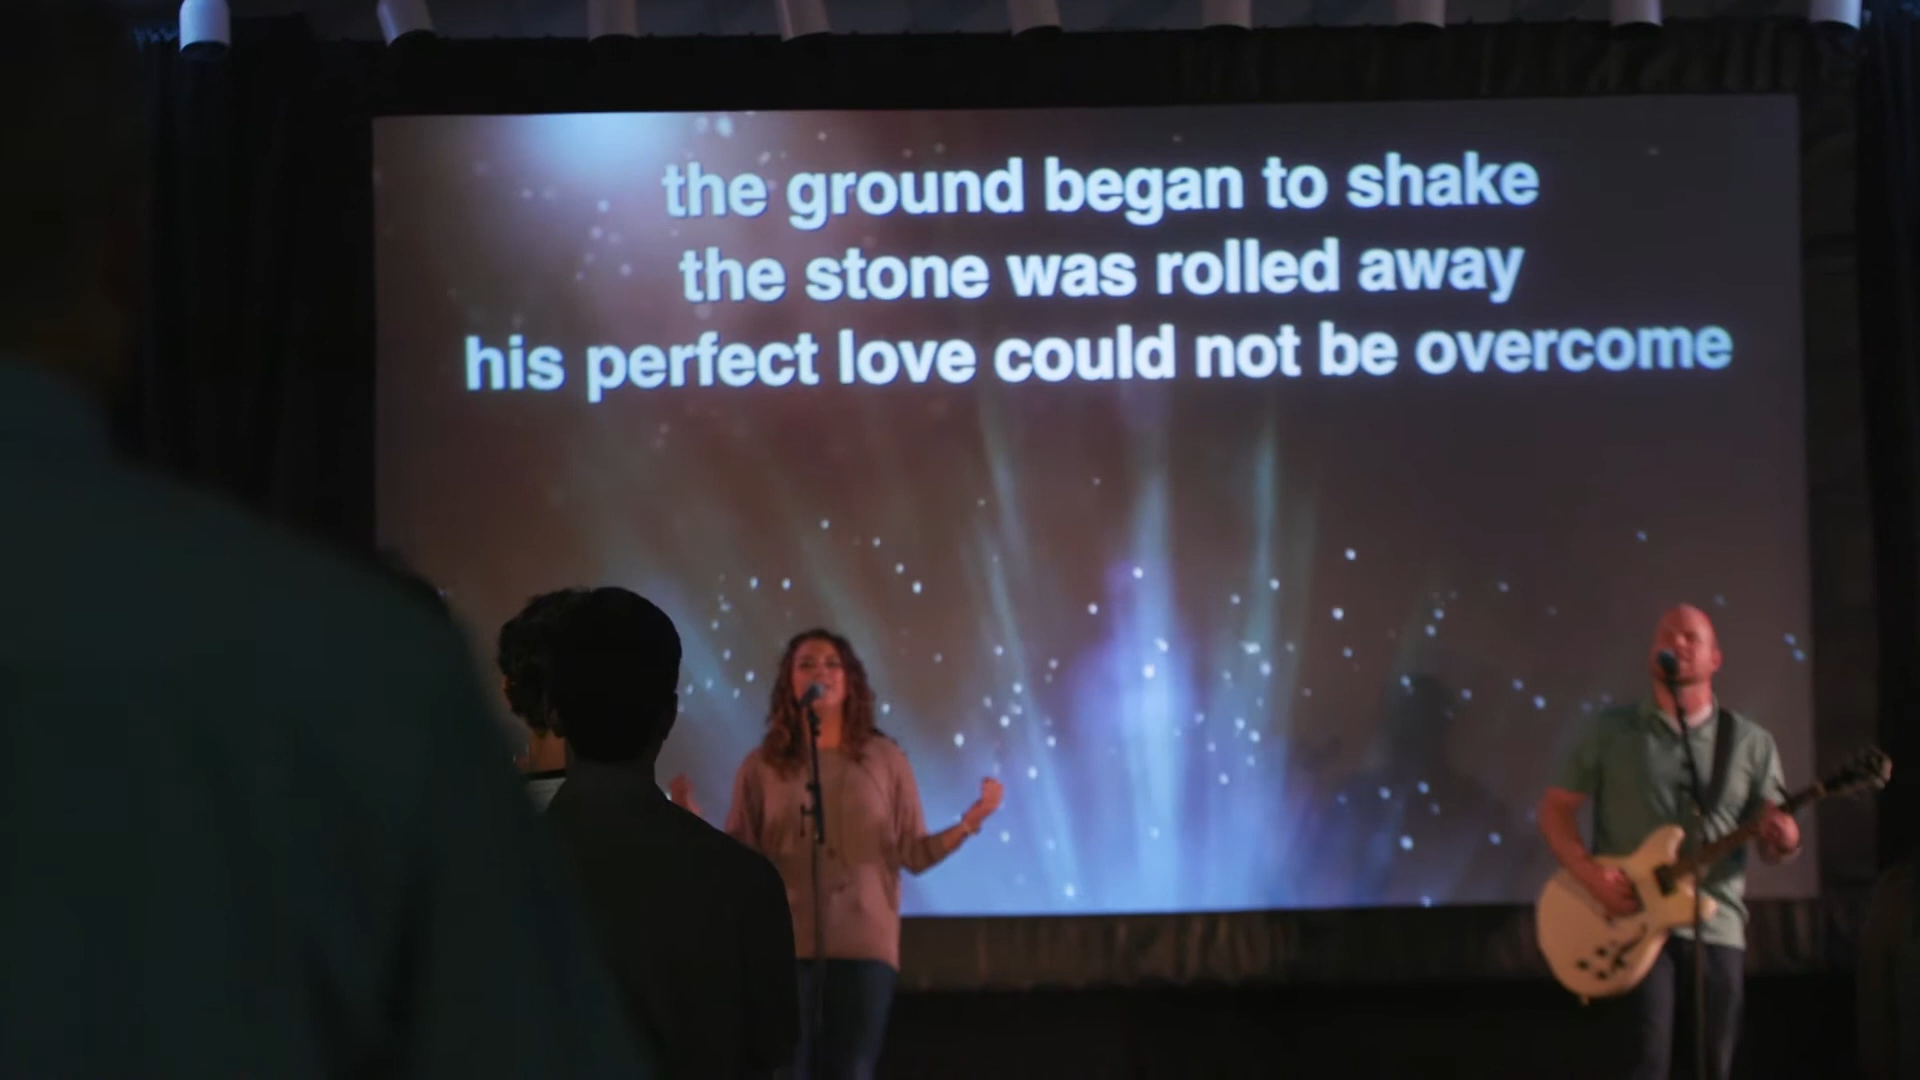 the ground began to shake
the stone was rolled away
his perfect love could not be overcome